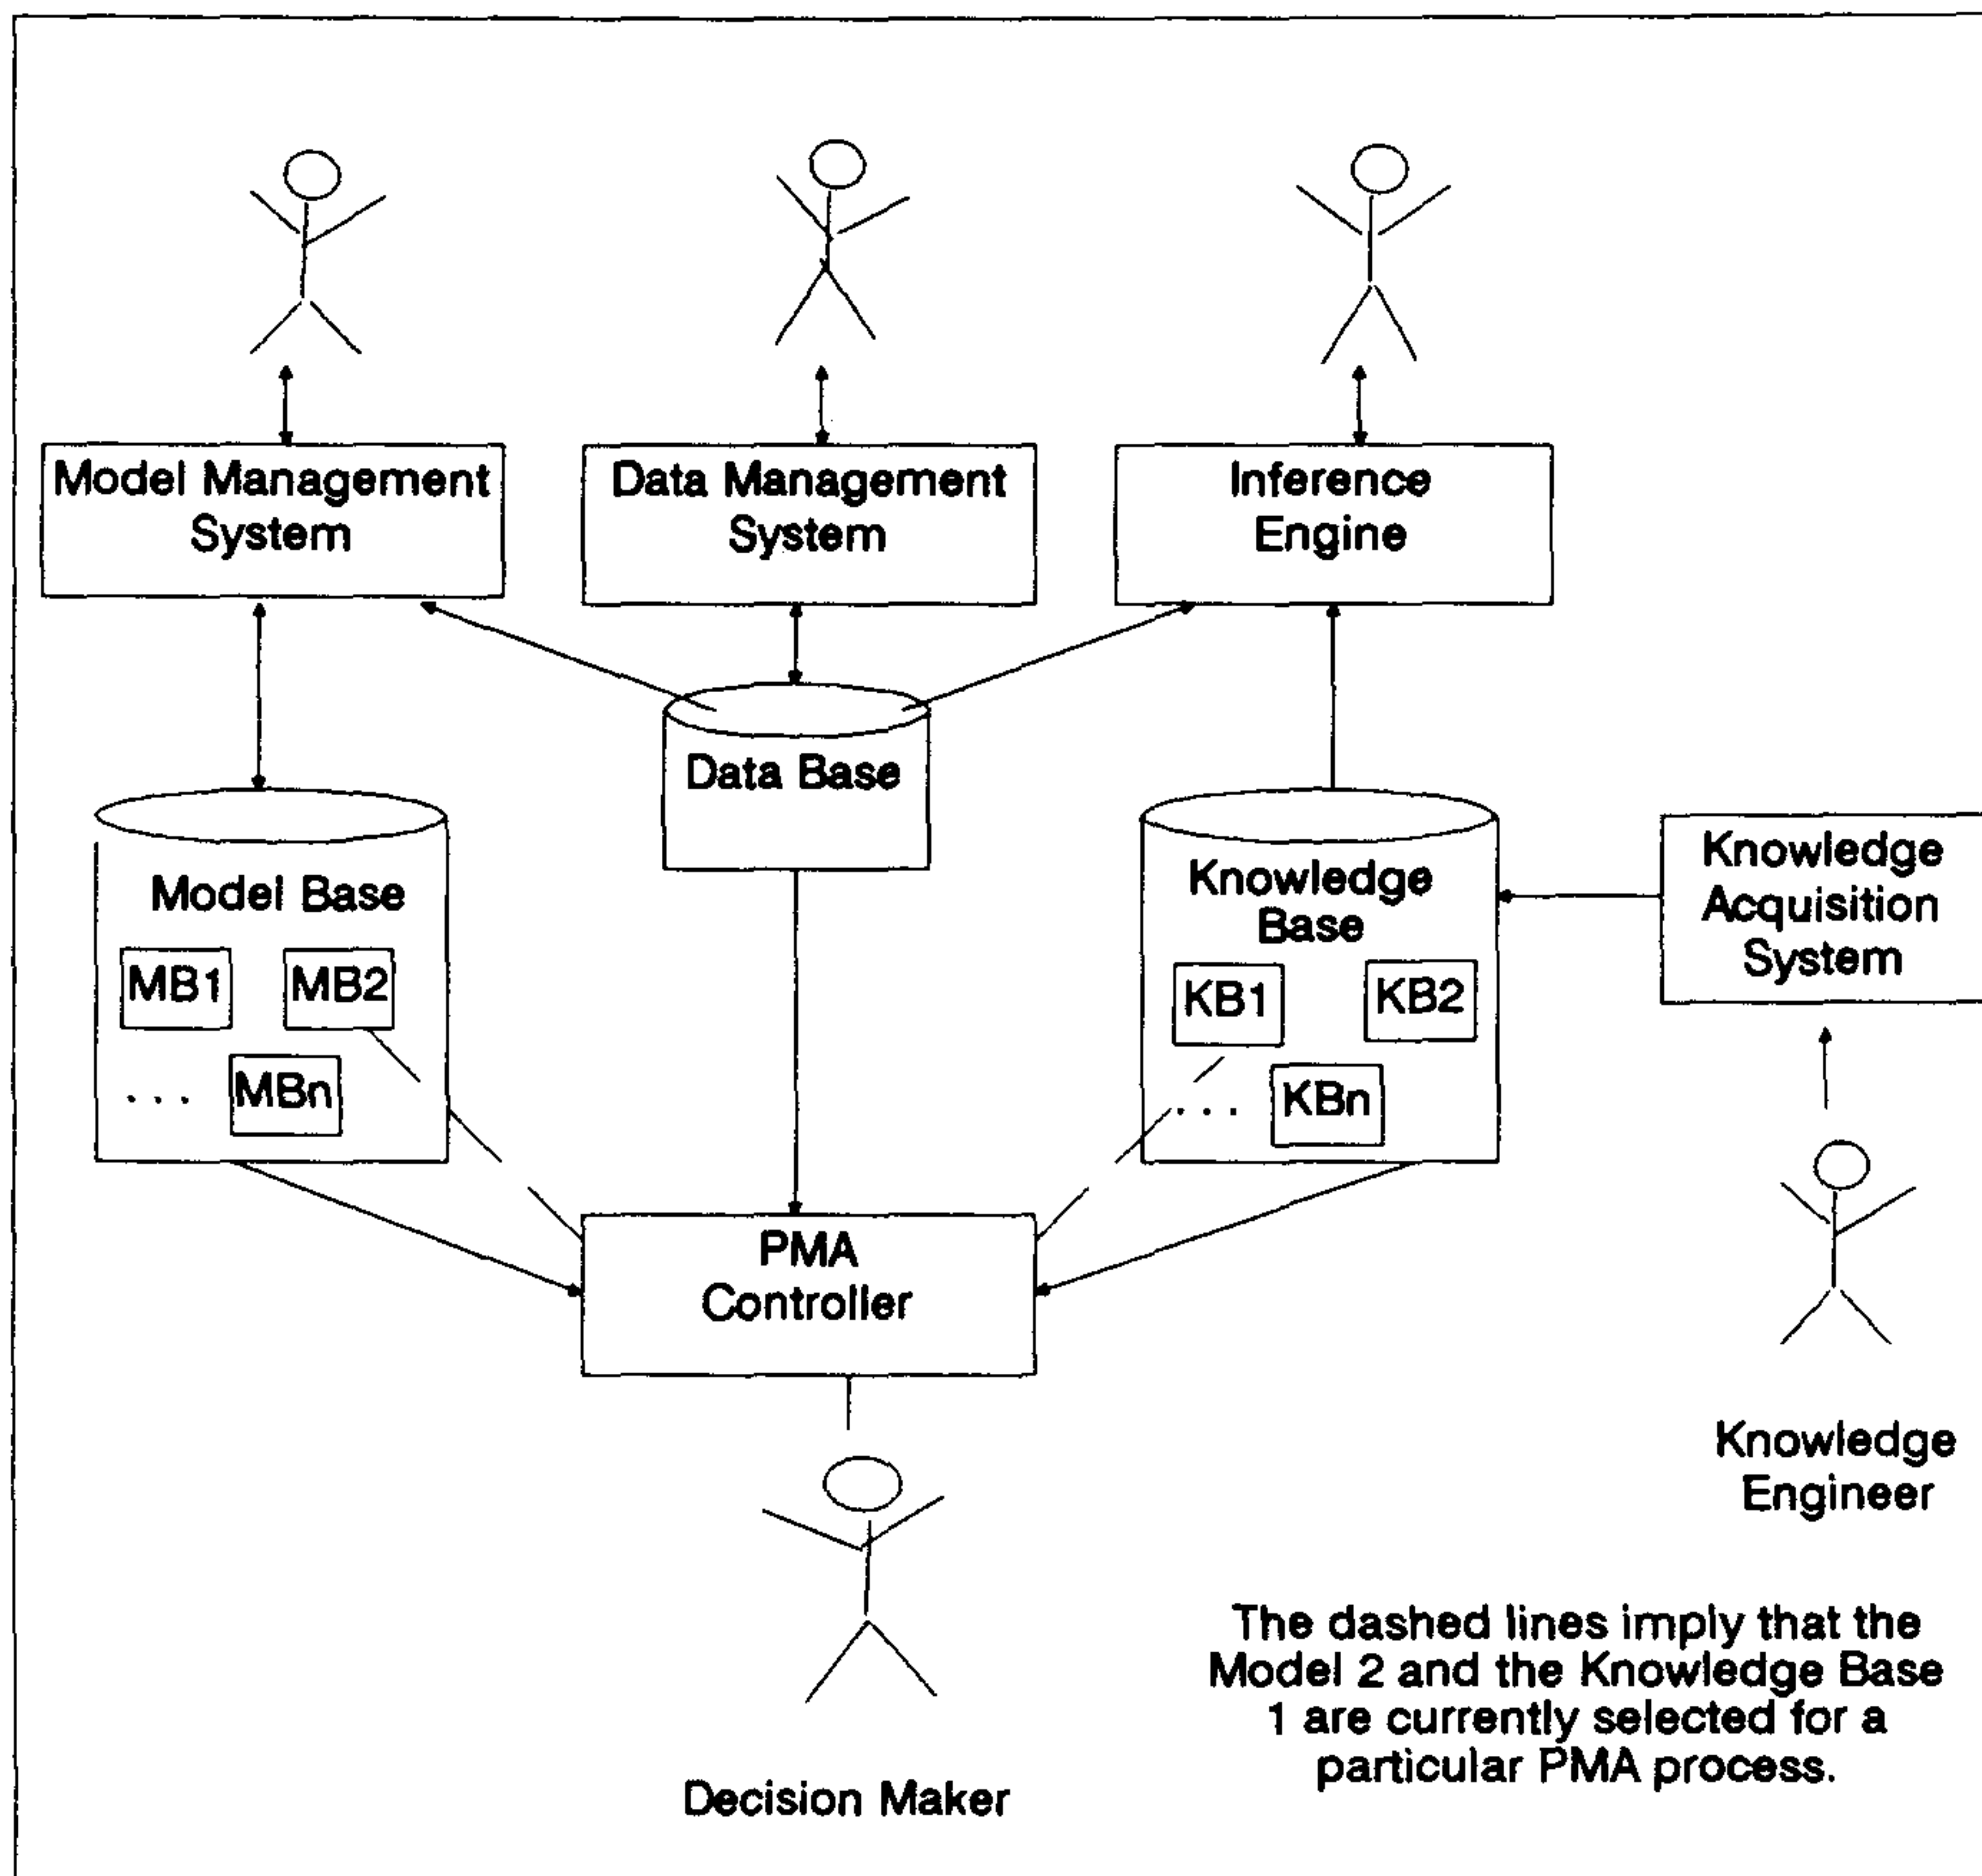 Model Management
System
Data Management
System
Inference
Engine
Data Base
Model Base
MB1
MB2
. . .
MBn
Knowledge
Base
KB1
KB2
. . .
KBn
Knowledge
Acquisition
System
PMA
Controller
Knowledge
Engineer
Decision Maker
The dashed lines imply that the
Model 2 and the Knowledge Base
1 are currently selected for a
particular PMA process.